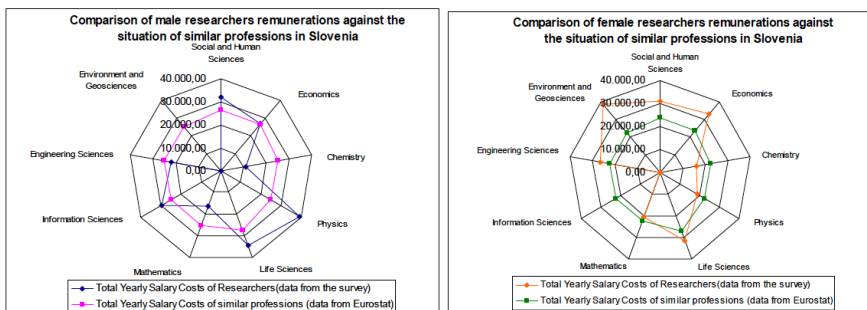 Comparison of male researchers remunerations against the
situation of similar professions in Slovenia
Social and Human
Sciences
40.000,00
30.000,00
20.000,00
10.000,00
0,00
Economics
Chemistry
Physics
Life Sciences
Mathematics
Information Sciences
Engineering Sciences
Environment and
Geosciences
Total Yearly Salary Costs of Researchers(data from the survey)
Total Yearly Salary Costs of similar professions (data from Eurostat)
Comparison of female researchers remunerations against
the situation of similar professions in Slovenia
Social and Human
Sciences
40.000,00
30.000,00
20.000,00
10.000,00
0,00
Economics
Chemistry
Physics
Life Sciences
Mathematics
Information Sciences
Engineering Sciences
Environment and
Geosciences
Total Yearly Salary Costs of Researchers (data from the survey)
Total Yearly Salary Costs of similar professions (data from Eurostat)